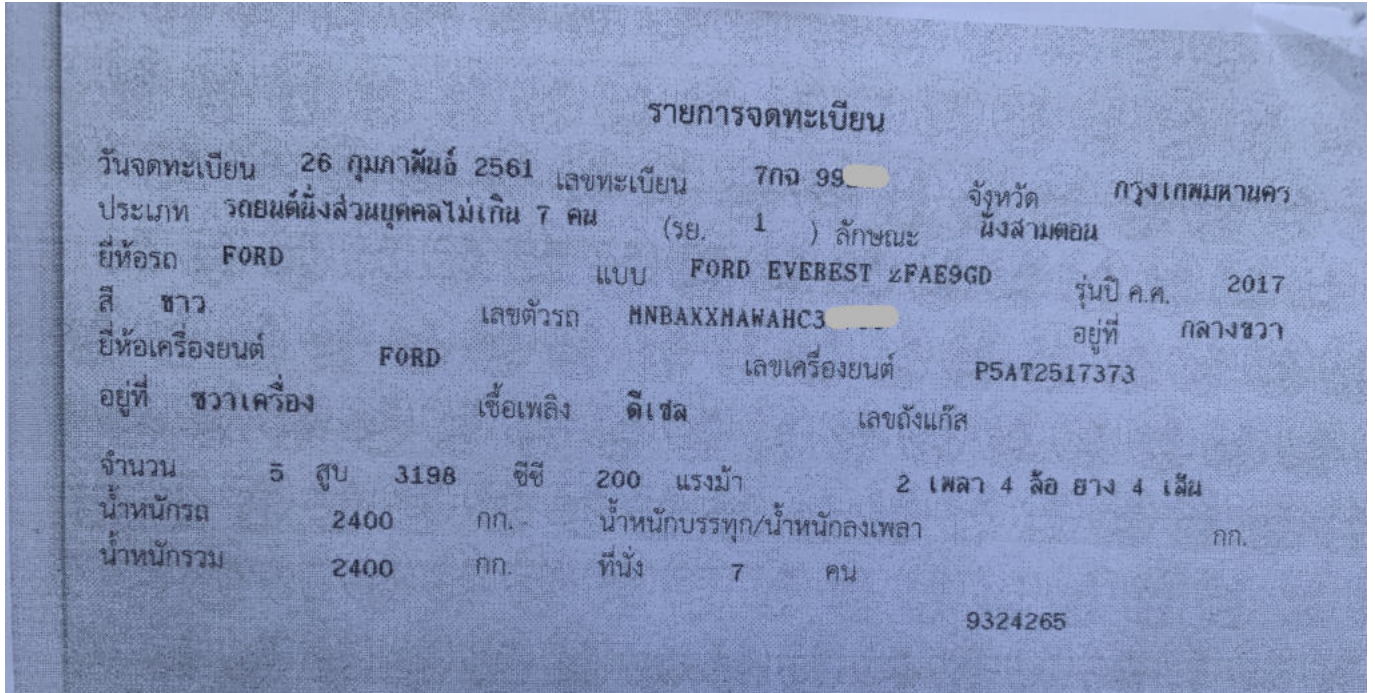 รายการจดทะเบียน
วันจดทะเบียน 26 กุมภาพันธ์ 2561 เลขทะเบียน 7กจ 99 จังหวัด กรุงเทพมหานคร
ประเภท รถยนต์นั่งส่วนบุคคลไม่เกิน 7 คน (รย. 1 ) ลักษณะ นั่งสามตอน
ยี่ห้อรถ FORD แบบ FORD EVEREST zFAE9GD รุ่นปี ค.ศ. 2017
สี ขาว เลขตัวรถ MNBAXXMAWAHC3 อยู่ที่ กลางขวา
ยี่ห้อเครื่องยนต์ FORD เลขเครื่องยนต์ P5AT2517373
อยู่ที่ ขวาเครื่อง เชื้อเพลิง ดีเซล เลขถังแก๊ส
จำนวน 5 สูบ 3198 ซีซี 200 แรงม้า 2 เพลา 4 ล้อ ยาง 4 เส้น
น้ำหนักรถ 2400 กก. น้ำหนักบรรทุก/น้ำหนักลงเพลา กก.
น้ำหนักรวม 2400 กก. ที่นั่ง 7 คน
9324265